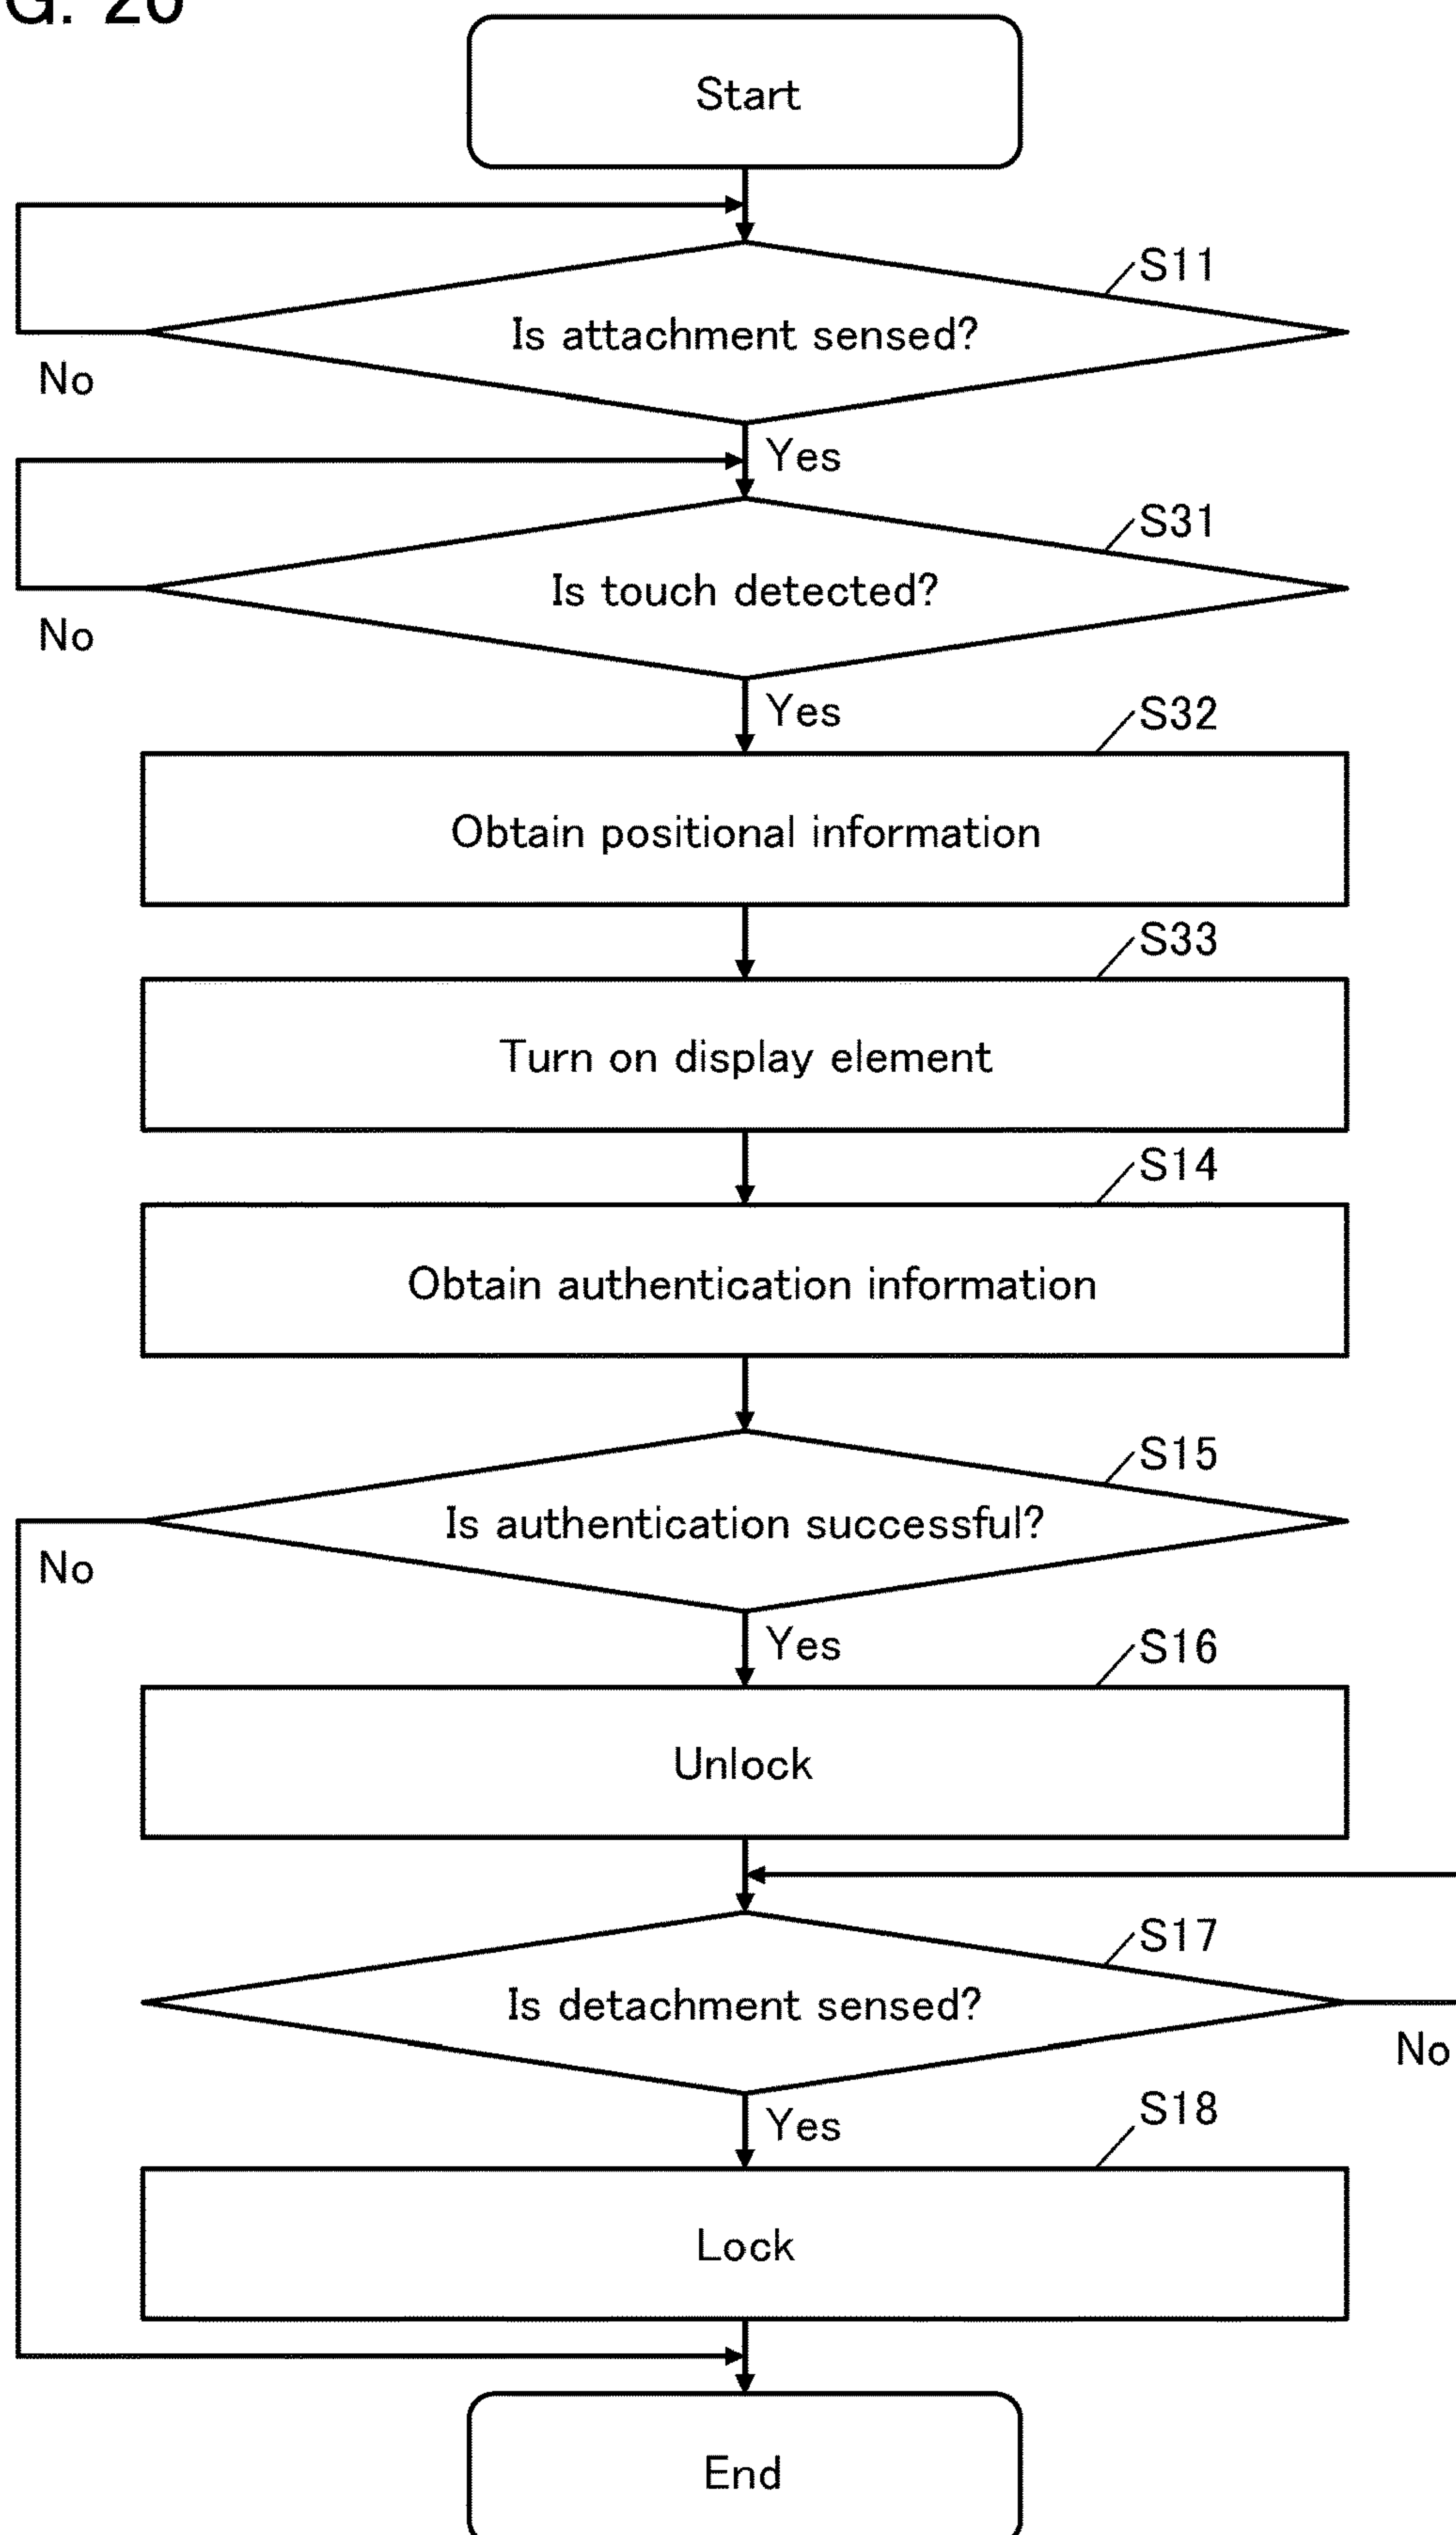 G. 20
Start
S11
Is attachment sensed?
No
Yes
S31
Is touch detected?
No
Yes
S32
Obtain positional information
S33
Turn on display element
S14
Obtain authentication information
S15
Is authentication successful?
No
Yes
S16
Unlock
S17
Is detachment sensed?
No
Yes
S18
Lock
End